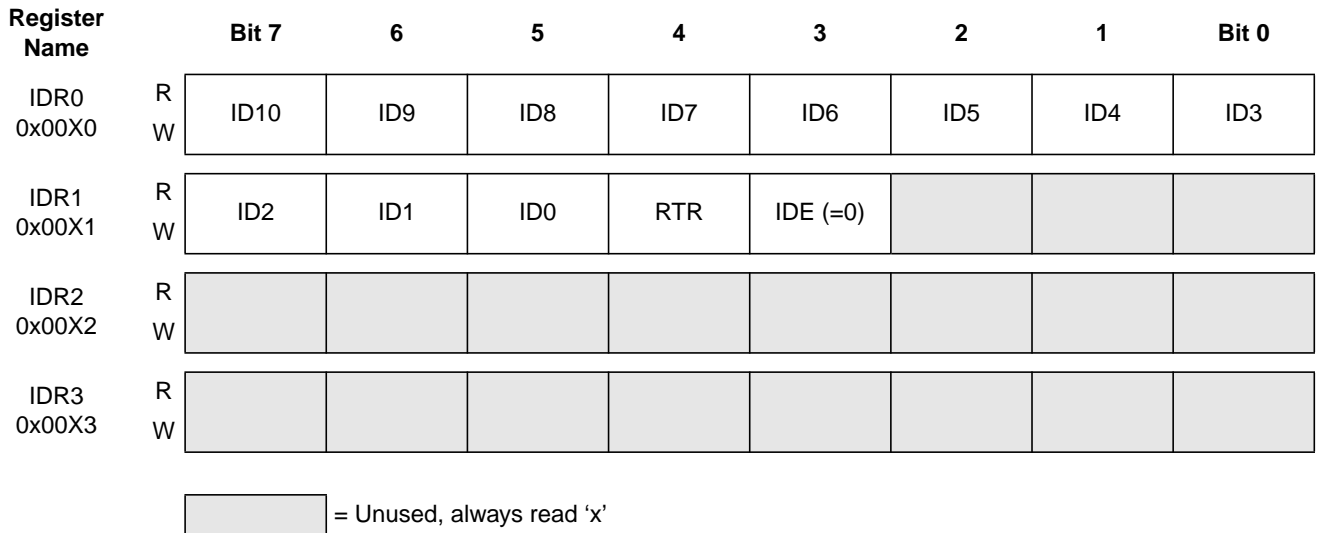 Register Name Bit 7 6 5 4 3 2 1 Bit 0
IDR0 R ID10 ID9 ID8 ID7 ID6 ID5 ID4 ID3
0x00X0 W
IDR1 R ID2 ID1 ID0 RTR IDE (=0)
0x00X1 W
IDR2 R
0x00X2 W
IDR3 R
0x00X3 W
= Unused, always read ‘x’